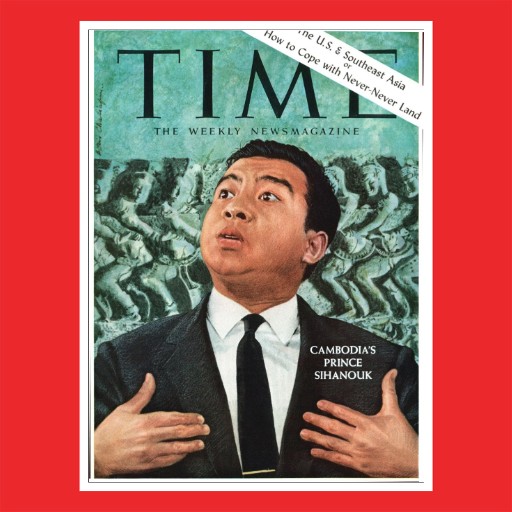 The U.S. & Southeast Asia
or
How to Cope with Never-Never Land
TIME
THE WEEKLY NEWSMAGAZINE
CAMBODIA'S
PRINCE
SIHANOUK